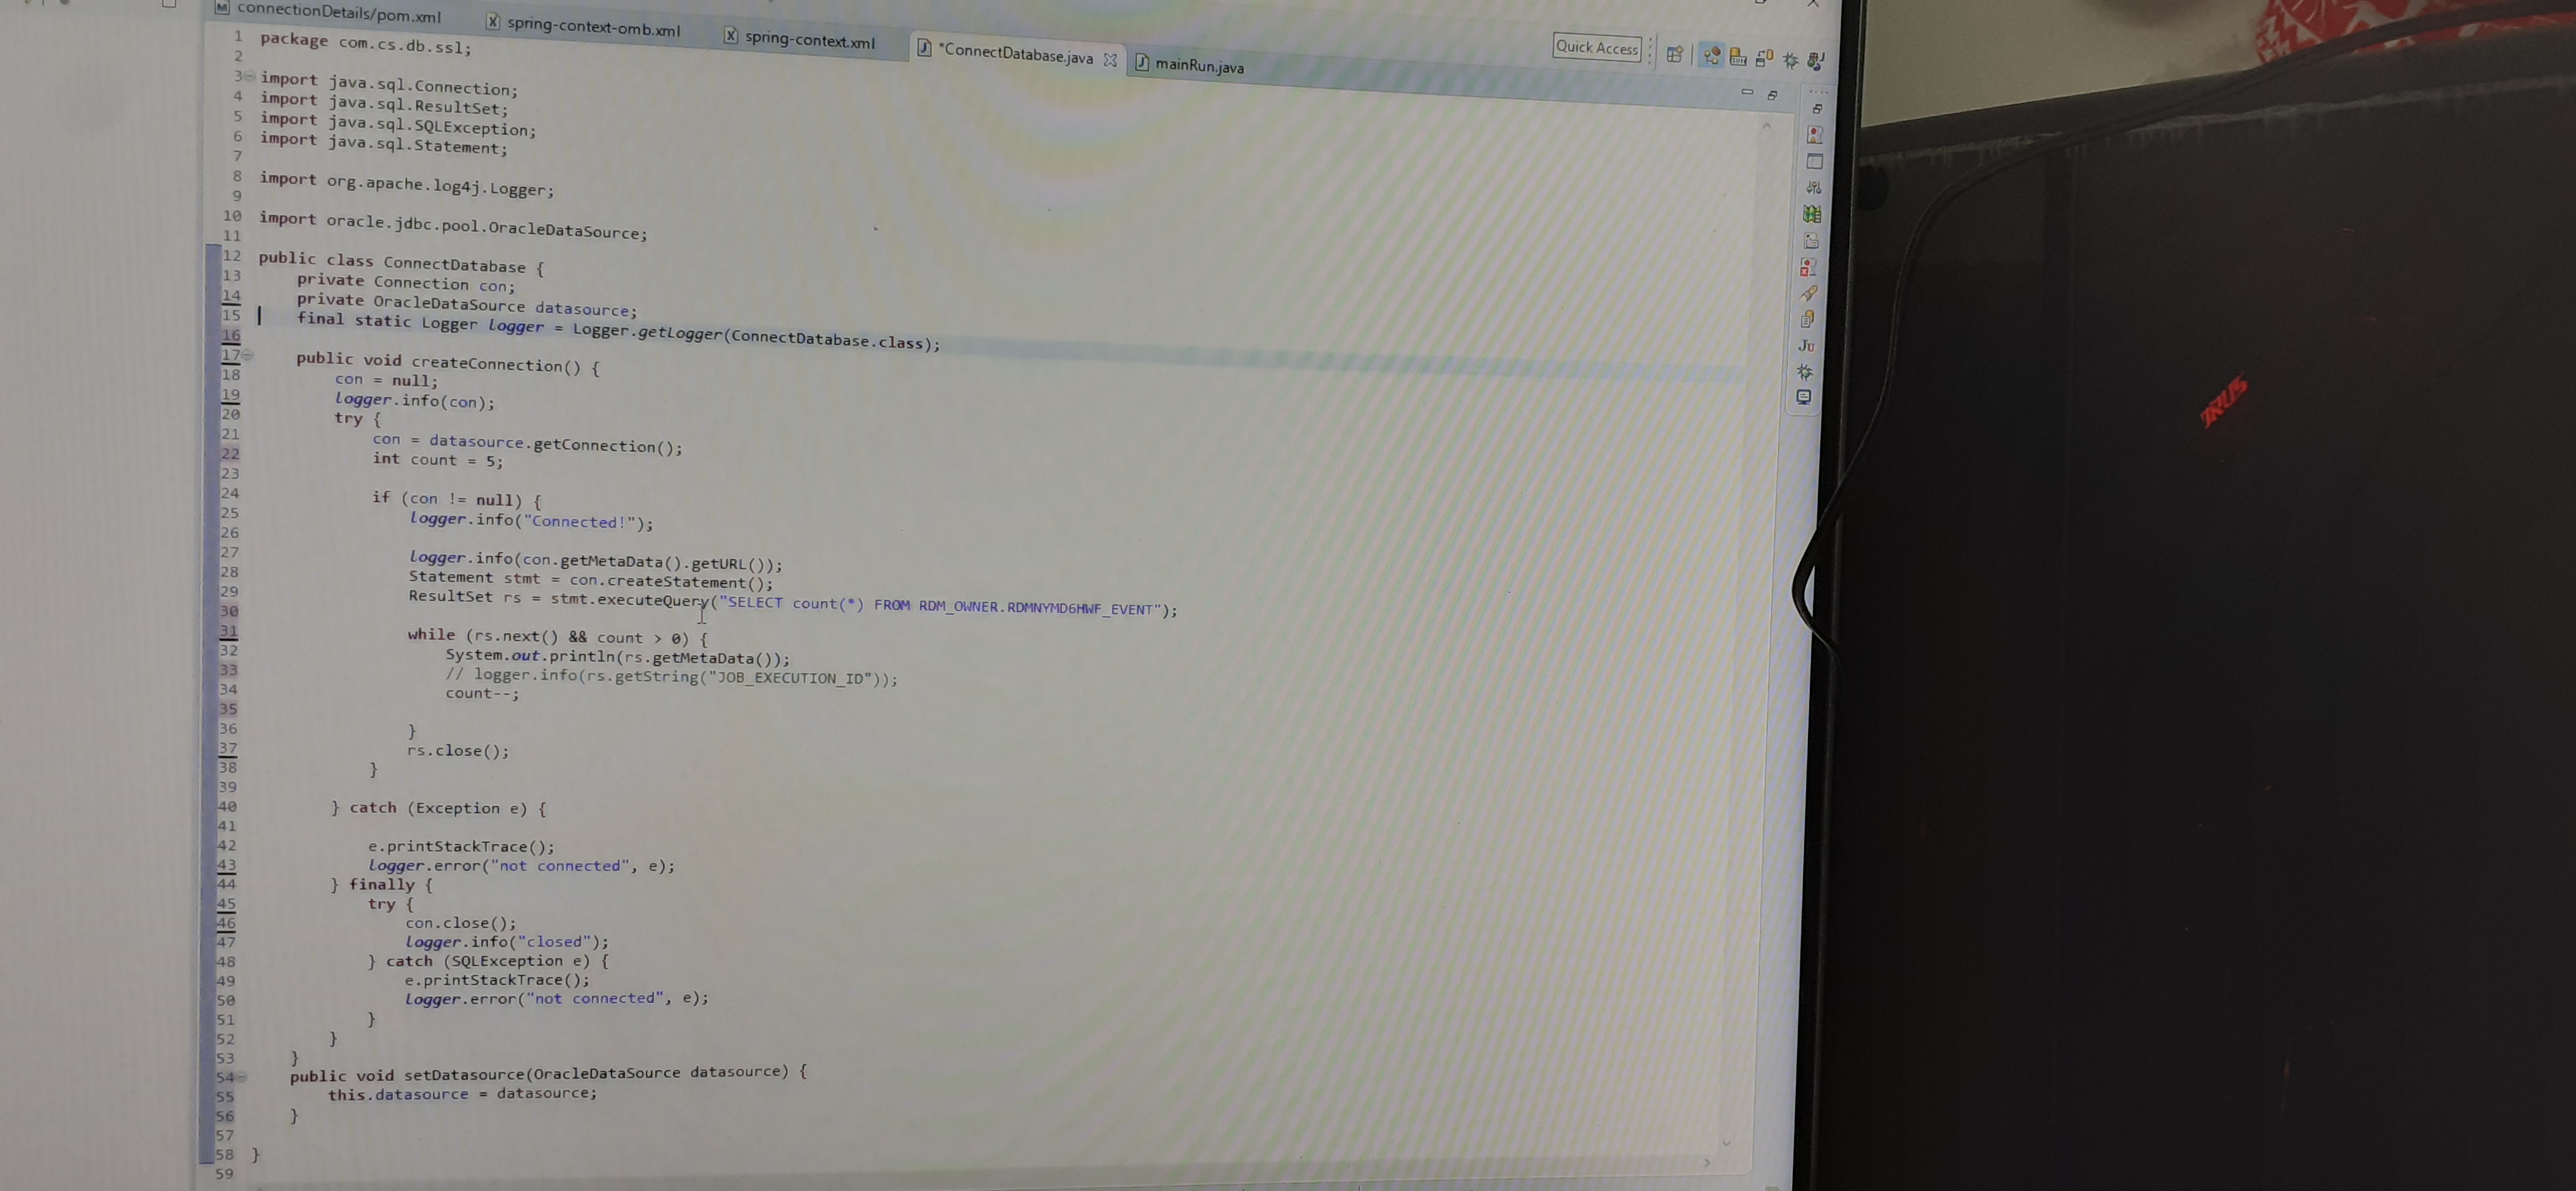 connectionDetails/pom.xml
spring-context-omb.xml
spring-context.xml
*ConnectDatabase.java
mainRun.java
Quick Access
1 package com.cs.db.ssl;
2
3 import java.sql.Connection;
4 import java.sql.ResultSet;
5 import java.sql.SQLException;
6 import java.sql.Statement;
7
8 import org.apache.log4j.Logger;
9
10 import oracle.jdbc.pool.OracleDataSource;
11
12 public class ConnectDatabase {
13 private Connection con;
14 private OracleDataSource datasource;
15 final static Logger logger = Logger.getLogger(ConnectDatabase.class);
16
17 public void createConnection() {
18 con = null;
19 logger.info(con);
20 try {
21 con = datasource.getConnection();
22 int count = 5;
23
24 if (con != null) {
25 logger.info("Connected!");
26
27 logger.info(con.getMetaData().getURL());
28 Statement stmt = con.createStatement();
29 ResultSet rs = stmt.executeQuery("SELECT count(*) FROM RDM_OWNER.RDMNYMD6HWF_EVENT");
30
31 while (rs.next() && count > 0) {
32 System.out.println(rs.getMetaData());
33 // logger.info(rs.getString("JOB_EXECUTION_ID"));
34 count--;
35
36 }
37 rs.close();
38 }
39
40 } catch (Exception e) {
41
42 e.printStackTrace();
43 logger.error("not connected", e);
44 } finally {
45 try {
46 con.close();
47 logger.info("closed");
48 } catch (SQLException e) {
49 e.printStackTrace();
50 logger.error("not connected", e);
51 }
52 }
53 }
54 public void setDatasource(OracleDataSource datasource) {
55 this.datasource = datasource;
56 }
57
58 }
59